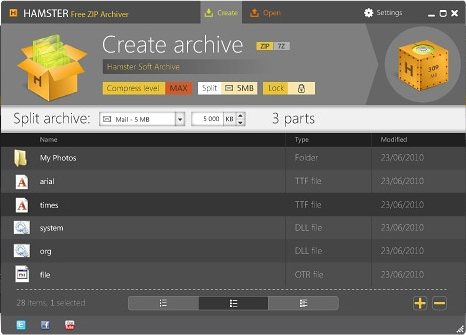 HAMSTER Free ZIP Archiver
Create
Open
Settings
Create archive ZIP 7Z
Hamster Soft Archive
Compress level MAX Split 5MB Lock
H 309 MB
Split archive: Mail - 5 MB 5 000 KB 3 parts
Name Type Modified
My Photos Folder 23/06/2010
arial TTF file 23/06/2010
times TTF file 23/06/2010
system DLL file 23/06/2010
org DLL file 23/06/2010
file OTR file 23/06/2010
28 items, 1 selected